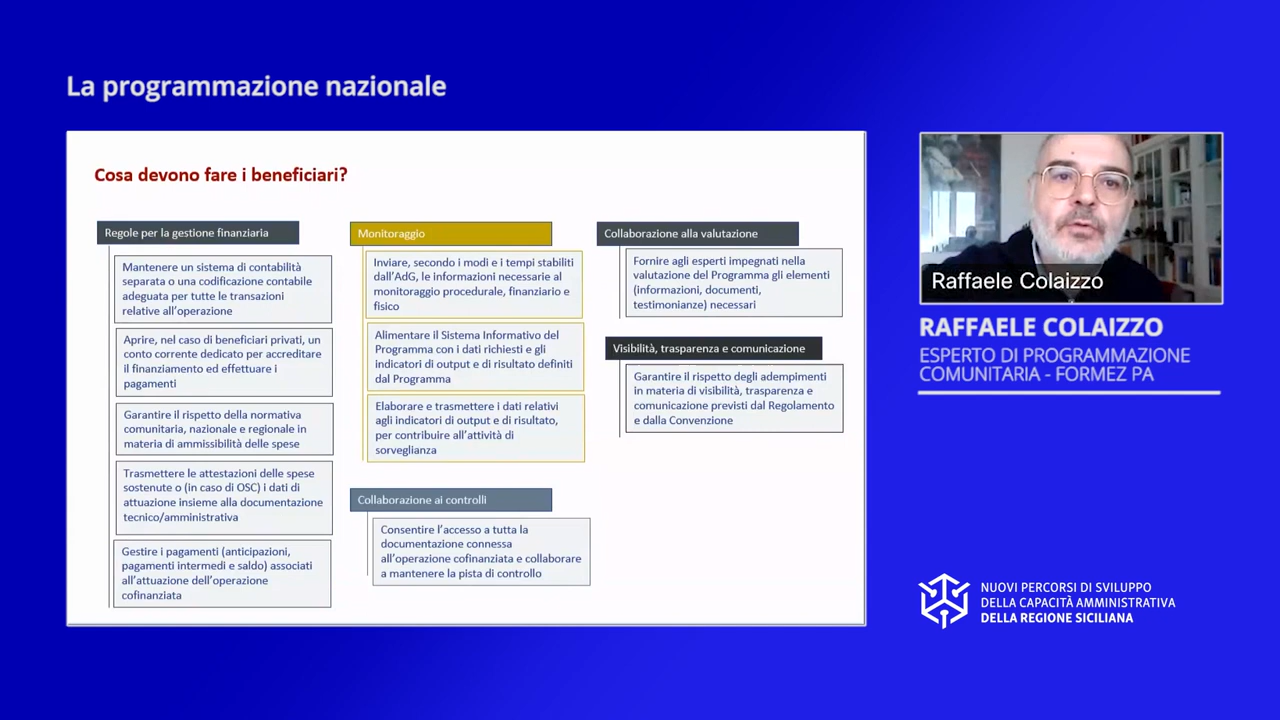 La programmazione nazionale
Cosa devono fare i beneficiari?
Regole per la gestione finanziaria
Mantenere un sistema di contabilità
separata o una codificazione contabile
adeguata per tutte le transazioni
relative all'operazione
Aprire, nel caso di beneficiari privati, un
conto corrente dedicato per accreditare
il finanziamento ed effettuare i
pagamenti
Garantire il rispetto della normativa
comunitaria, nazionale e regionale in
materia di ammissibilità delle spese
Trasmettere le attestazioni delle spese
sostenute o (in caso di OSC) i dati di
attuazione insieme alla documentazione
tecnico/amministrativa
Gestire i pagamenti (anticipazioni,
pagamenti intermedi e saldo) associati
all'attuazione dell'operazione
cofinanziata
Monitoraggio
Inviare, secondo i modi e i tempi stabiliti
dall'AdG, le informazioni necessarie al
monitoraggio procedurale, finanziario e
fisico
Alimentare il Sistema Informativo del
Programma con i dati richiesti e gli
indicatori di output e di risultato definiti
dal Programma
Elaborare e trasmettere i dati relativi
agli indicatori di output e di risultato,
per contribuire all'attività di
sorveglianza
Collaborazione ai controlli
Consentire l'accesso a tutta la
documentazione connessa
all'operazione cofinanziata e collaborare
a mantenere la pista di controllo
Collaborazione alla valutazione
Fornire agli esperti impegnati nella
valutazione del Programma gli elementi
(informazioni, documenti,
testimonianze) necessari
Visibilità, trasparenza e comunicazione
Garantire il rispetto degli adempimenti
in materia di visibilità, trasparenza e
comunicazione previsti dal Regolamento
e dalla Convenzione
Raffaele Colaizzo
RAFFAELE COLAIZZO
ESPERTO DI PROGRAMMAZIONE
COMUNITARIA - FORMEZ PA
NUOVI PERCORSI DI SVILUPPO
DELLA CAPACITÀ AMMINISTRATIVA
DELLA REGIONE SICILIANA